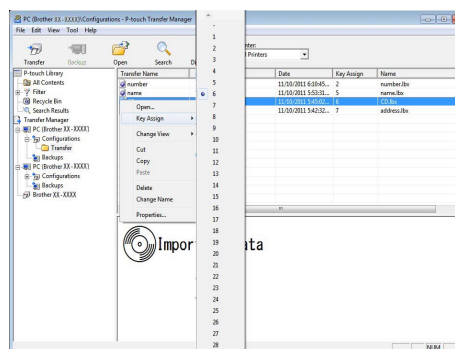 PC (Brother XX-XXXX)\Configurations - P-touch Transfer Manager
File Edit View Tool Help
Transfer Backup Open Search
nter:
Printers
P-touch Library
All Contents
Filter
Recycle Bin
Search Results
Transfer Manager
PC (Brother XX-XXXX)
Configurations
Transfer
Backups
PC (Brother XX-XXXX)
Configurations
Backups
Brother XX-XXXX
Transfer Name Date Key Assign Name
number 11/10/2011 6:10:45... 2 number.lbx
name 11/10/2011 5:53:31... 5 name.lbx
11/10/2011 5:45:02... 6 CD.lbx
11/10/2011 5:42:32... 7 address.lbx
Open...
Key Assign
Change View
Cut
Copy
Paste
Delete
Change Name
Properties...
-
1
2
3
4
5
6
7
8
9
10
11
12
13
14
15
16
17
18
19
20
21
22
23
24
25
26
27
28
Impor
ata
NUM